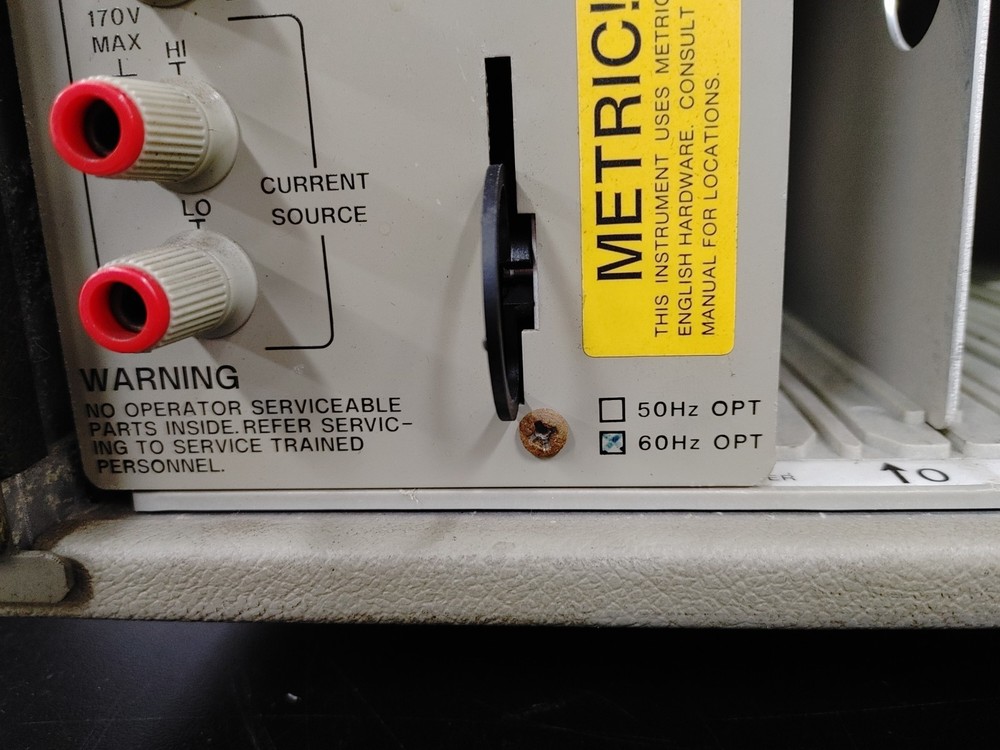 170V
MAX
HI
LO
CURRENT
SOURCE
WARNING
NO OPERATOR SERVICEABLE
PARTS INSIDE.REFER SERVIC-
ING TO SERVICE TRAINED
PERSONNEL.
METRIC
THIS INSTRUMENT USES METRIC
ENGLISH HARDWARE. CONSULT
MANUAL FOR LOCATIONS.
50Hz OPT
60Hz OPT
ER
O